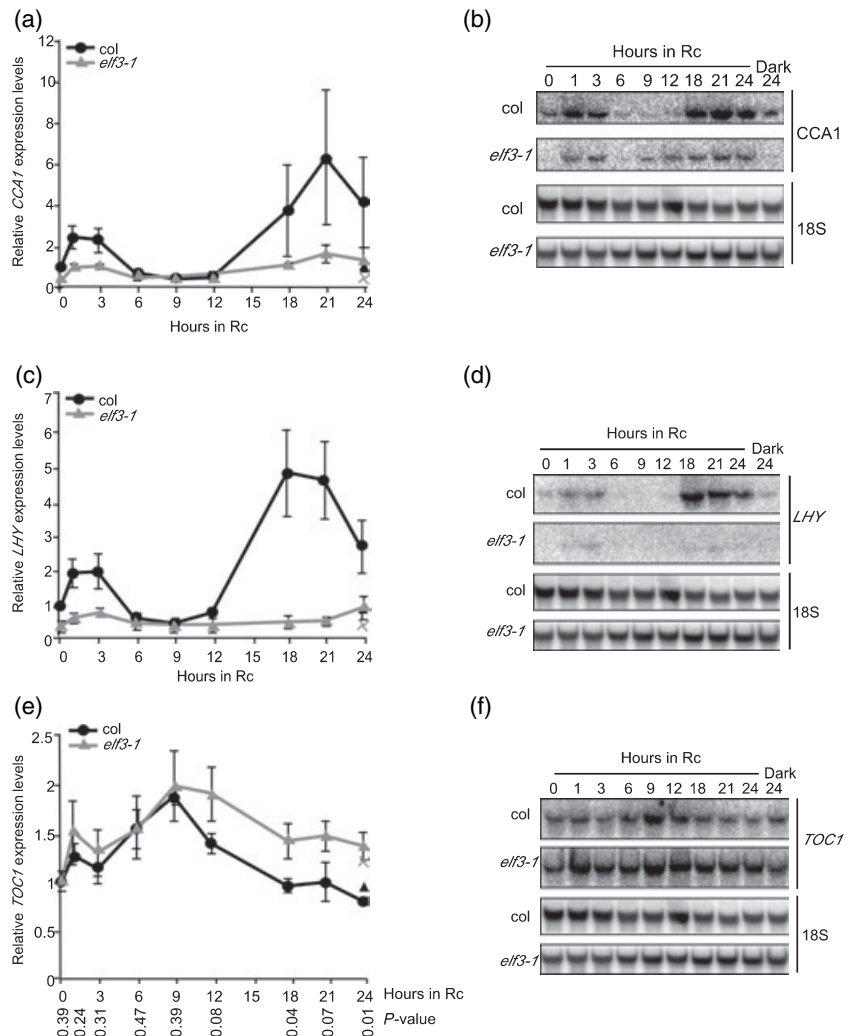 (a)
col
elf3-1
12
10
8
6
4
2
0
Relative CCA1 expression levels
0 3 6 9 12 15 18 21 24
Hours in Rc
(b)
Hours in Rc
Dark
0 1 3 6 9 12 18 21 24 24
col
elf3-1
CCA1
col
elf3-1
18S
(c)
col
elf3-1
7
6
5
4
2
1
0
Relative LHY expression levels
0 3 6 9 12 15 18 21 24
Hours in Rc
(d)
Hours in Rc
Dark
0 1 3 6 9 12 18 21 24 24
col
elf3-1
LHY
col
elf3-1
18S
(e)
col
elf3-1
2.5
2
1.5
1
0.5
0
Relative TOC1 expression levels
0 3 6 9 12 15 18 21 24 Hours in Rc
0.39 0.24 0.31 0.47 0.39 0.08 0.04 0.07 0.01 P-value
(f)
Hours in Rc
Dark
0 1 3 6 9 12 18 21 24 24
col
elf3-1
TOC1
col
elf3-1
18S